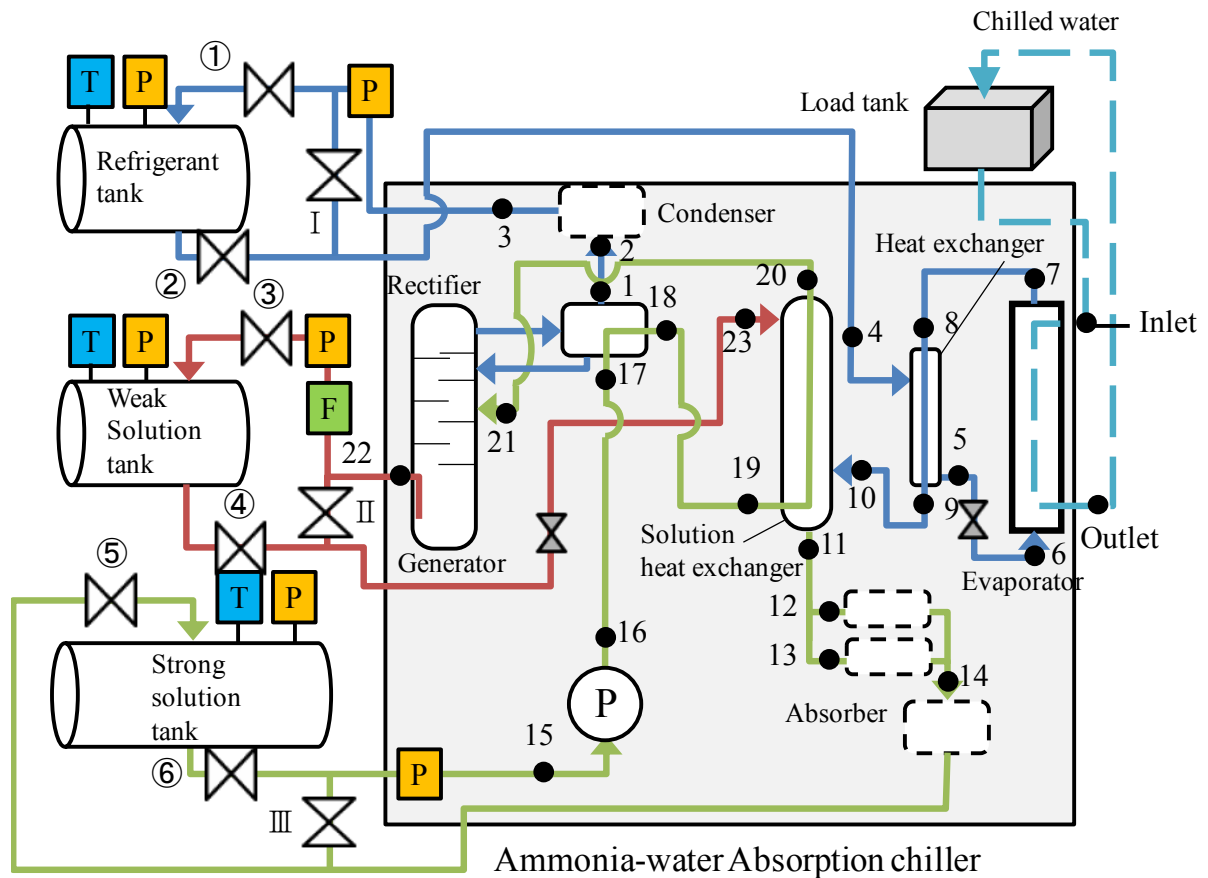 Chilled water
①
T
P
P
Load tank
Refrigerant
tank
Ⅰ
②
3
Condenser
2
1
Rectifier
18
20
Heat exchanger
7
③
T
P
P
Weak
Solution
tank
F
22
17
21
23
4
8
Inlet
④
Ⅱ
Generator
19
10
5
9
Solution
heat exchanger
11
6
Outlet
Evaporator
⑤
T
P
Strong
solution
tank
16
12
13
14
P
Absorber
⑥
Ⅲ
P
15
Ammonia-water Absorption chiller